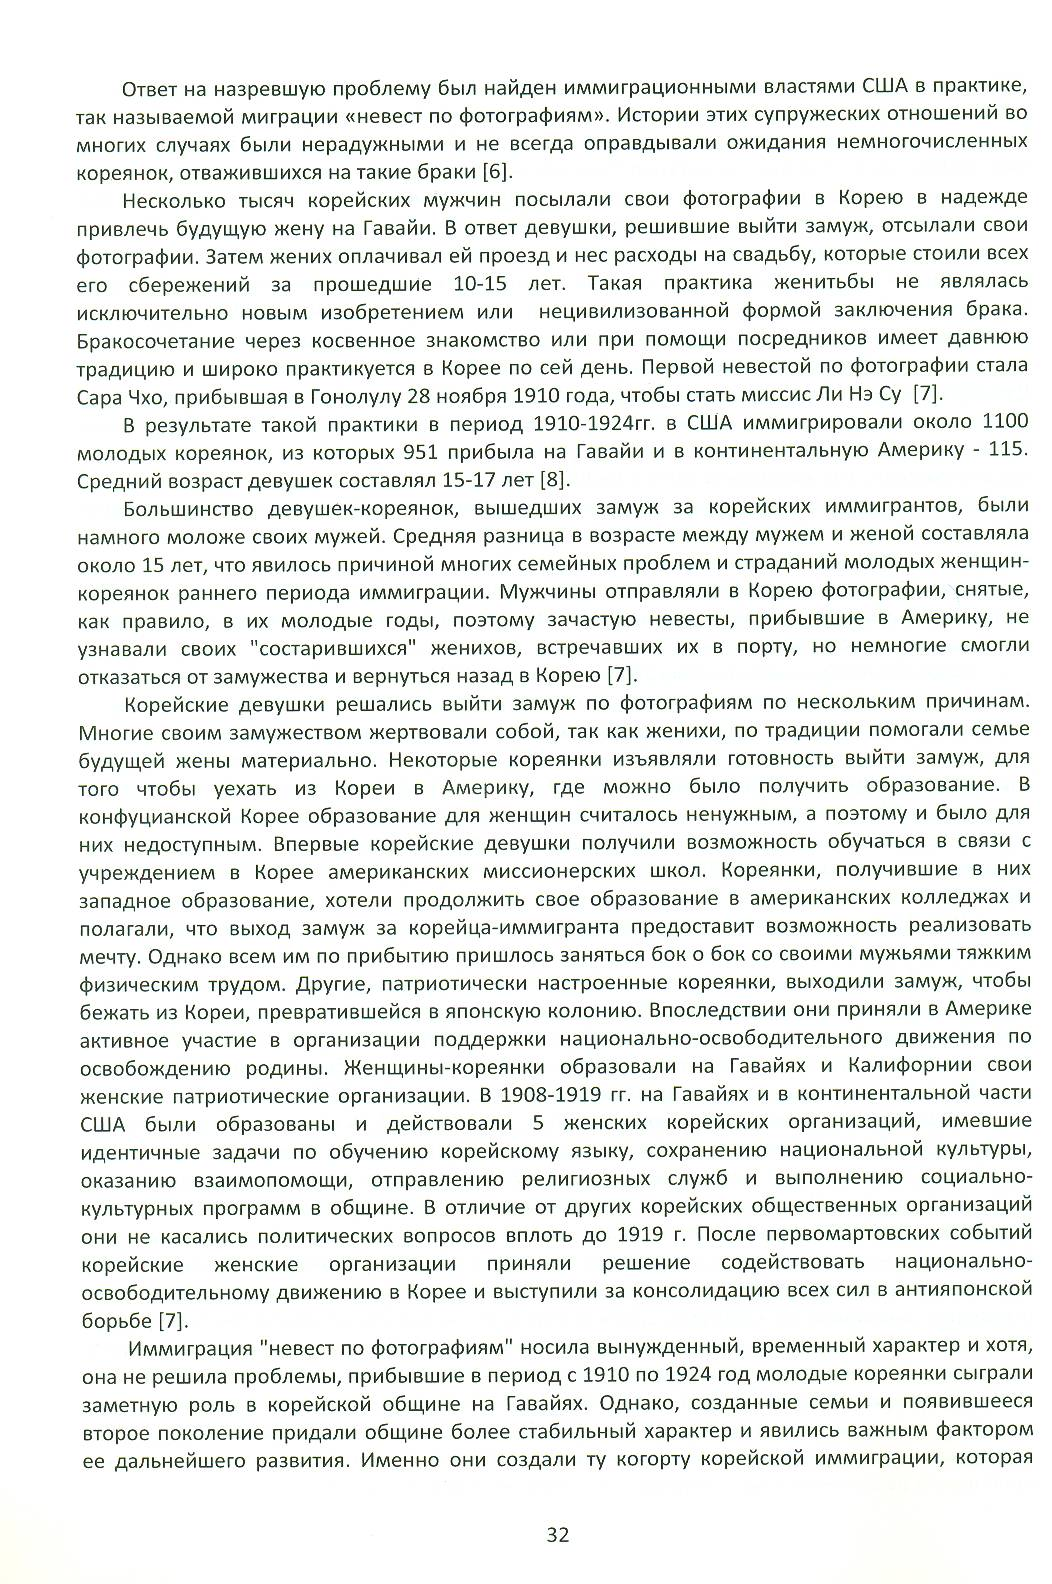 Ответ на назревшую проблему был найден иммиграционными властями США в практике,
так называемой миграции «невест по фотографиям». Истории этих супружеских отношений во
многих случаях были нерадужными и не всегда оправдывали ожидания немногочисленных
кореянок, отважившихся на такие браки [6].
Несколько тысяч корейских мужчин посылали свои фотографии в Корею в надежде
привлечь будущую жену на Гавайи. В ответ девушки, решившие выйти замуж, отсылали свои
фотографии. Затем жених оплачивал ей проезд и нес расходы на свадьбу, которые стоили всех
его сбережений за прошедшие 10-15 лет. Такая практика женитьбы не являлась
исключительно новым изобретением или нецивилизованной формой заключения брака.
Бракосочетание через косвенное знакомство или при помощи посредников имеет давнюю
традицию и широко практикуется в Корее по сей день. Первой невестой по фотографии стала
Сара Чхо, прибывшая в Гонолулу 28 ноября 1910 года, чтобы стать миссис Ли Нэ Су [7].
В результате такой практики в период 1910-1924гг. в США иммигрировали около 1100
молодых кореянок, из которых 951 прибыла на Гавайи и в континентальную Америку - 115.
Средний возраст девушек составлял 15-17 лет [8].
Большинство девушек-кореянок, вышедших замуж за корейских иммигрантов, были
намного моложе своих мужей. Средняя разница в возрасте между мужем и женой составляла
около 15 лет, что явилось причиной многих семейных проблем и страданий молодых женщин-
кореянок раннего периода иммиграции. Мужчины отправляли в Корею фотографии, снятые,
как правило, в их молодые годы, поэтому зачастую невесты, прибывшие в Америку, не
узнавали своих "состарившихся" женихов, встречавших их в порту, но немногие смогли
отказаться от замужества и вернуться назад в Корею [7].
Корейские девушки решались выйти замуж по фотографиям по нескольким причинам.
Многие своим замужеством жертвовали собой, так как женихи, по традиции помогали семье
будущей жены материально. Некоторые кореянки изъявляли готовность выйти замуж, для
того чтобы уехать из Кореи в Америку, где можно было получить образование. В
конфуцианской Корее образование для женщин считалось ненужным, а поэтому и было для
них недоступным. Впервые корейские девушки получили возможность обучаться в связи с
учреждением в Корее американских миссионерских школ. Кореянки, получившие в них
западное образование, хотели продолжить свое образование в американских колледжах и
полагали, что выход замуж за корейца-иммигранта предоставит возможность реализовать
мечту. Однако всем им по прибытию пришлось заняться бок о бок со своими мужьями тяжким
физическим трудом. Другие, патриотически настроенные кореянки, выходили замуж, чтобы
бежать из Кореи, превратившейся в японскую колонию. Впоследствии они приняли в Америке
активное участие в организации поддержки национально-освободительного движения по
освобождению родины. Женщины-кореянки образовали на Гавайях и Калифорнии свои
женские патриотические организации. В 1908-1919 гг. на Гавайях и в континентальной части
США были образованы и действовали 5 женских корейских организаций, имевшие
идентичные задачи по обучению корейскому языку, сохранению национальной культуры,
оказанию взаимопомощи, отправлению религиозных служб и выполнению социально-
культурных программ в общине. В отличие от других корейских общественных организаций
они не касались политических вопросов вплоть до 1919 г. После первомартовских событий
корейские женские организации приняли решение содействовать национально-
освободительному движению в Корее и выступили за консолидацию всех сил в антияпонской
борьбе [7].
Иммиграция "невест по фотографиям" носила вынужденный, временный характер и хотя,
она не решила проблемы, прибывшие в период с 1910 по 1924 год молодые кореянки сыграли
заметную роль в корейской общине на Гавайях. Однако, созданные семьи и появившееся
второе поколение придали общине более стабильный характер и явились важным фактором
ее дальнейшего развития. Именно они создали ту когорту корейской иммиграции, которая
32